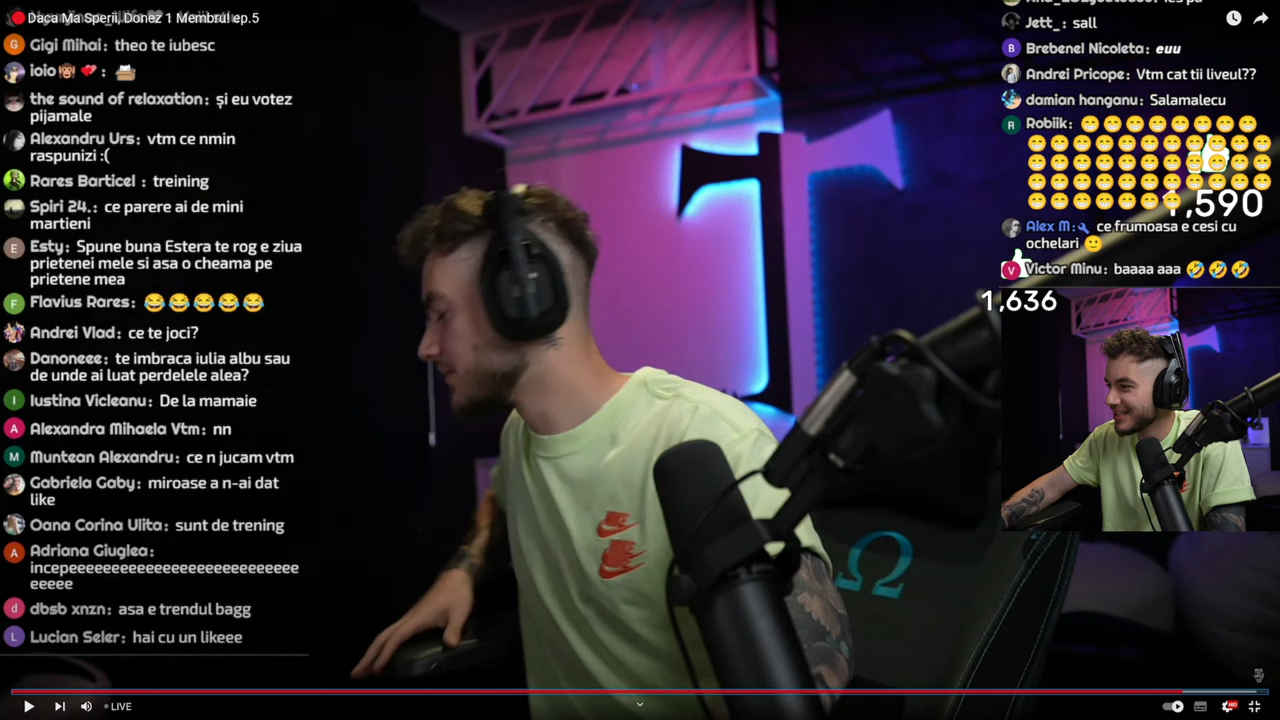 Daca Ma Sperii, Donez 1 Membru! ep.5
Gigi Mihai: theo te iubesc
ioio🙉 💔 : 🗳️
the sound of relaxation: și eu votez
pijamale
Alexandru Urs: vtm ce nmin
raspunizi :(
Rares Barticel : treining
Spiri 24.: ce parere ai de mini
martieni
E
Esty: Spune buna Estera te rog e ziua
prietenei mele si asa o cheama pe
prietene mea
F
Flavius Rares: 😂😂😂😂😂
Andrei Vlad: ce te joci?
Danoneee: te imbraca iulia albu sau
de unde ai luat perdelele alea?
I
Iustina Vicleanu: De la mamaie
A
Alexandra Mihaela Vtm: nn
M
Muntean Alexandru: ce n jucam vtm
Gabriela Gaby: miroase a n-ai dat
like
Oana Corina Ulita: sunt de trening
A
Adriana Giuglea:
incepeeeeeeeeeeeeeeeeeeeeeeeeeee
eeeee
d
dbsb xnzn: asa e trendul bagg
L
Lucian Seler: hai cu un likeee
LIVE
Jett_: sall
B
Brebenel Nicoleta: euu
Andrei Pricope: Vtm cat tii liveul??
damian hanganu: Salamalecu
R
Robiik: 😁😁😁😁😁😁😁😁
😁😁😁😁😁😁😁😁😁😁😁
😁😁😁😁😁😁😁😁😁😁😁
😁😁😁😁😁😁😁😁😁😁😁
😁😁😁😁😁😁😁
1,590
Alex M:🔧 ce frumoasa e cesi cu
ochelari 🙂
V
Victor Minu: baaaa aaa 🤣🤣🤣
1,636
Ω
HD